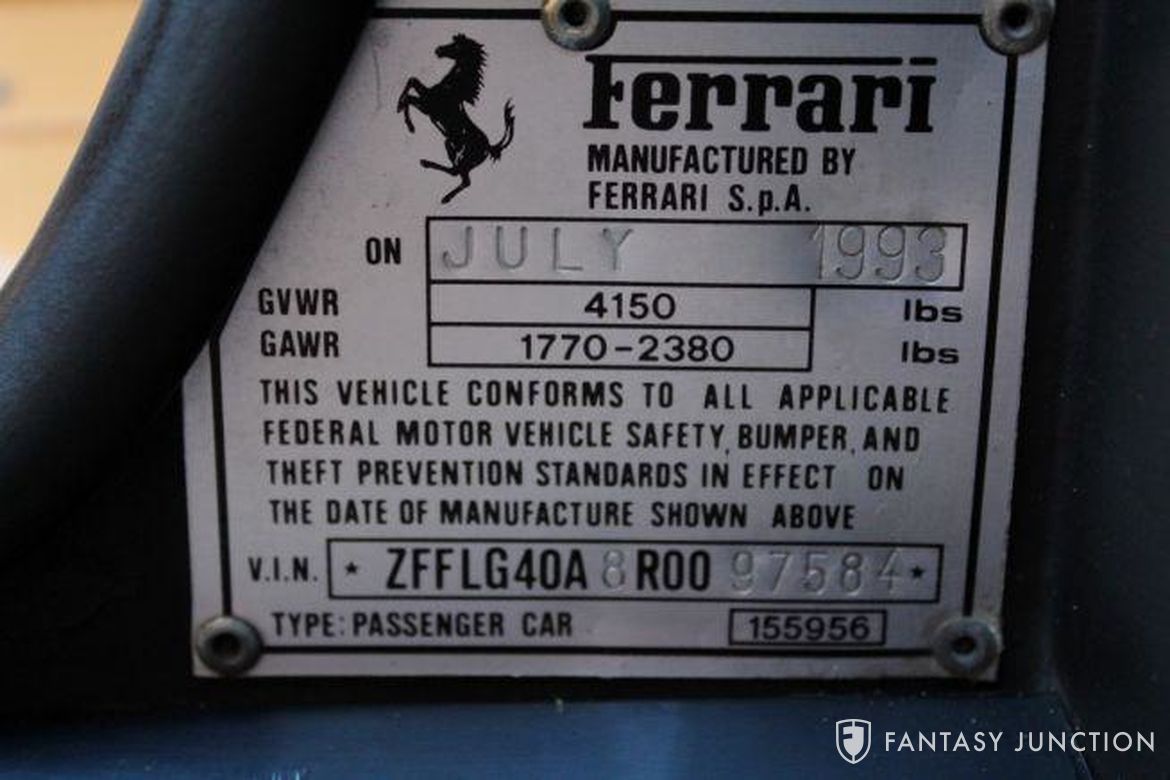 Ferrari
MANUFACTURED BY
FERRARI S.p.A.
ON JULY 1993
GVWR 4150 lbs
GAWR 1770-2380 lbs
THIS VEHICLE CONFORMS TO ALL APPLICABLE
FEDERAL MOTOR VEHICLE SAFETY, BUMPER, AND
THEFT PREVENTION STANDARDS IN EFFECT ON
THE DATE OF MANUFACTURE SHOWN ABOVE
V.I.N. * ZFFLG40A8R0097584 *
TYPE: PASSENGER CAR 155956
FANTASY JUNCTION